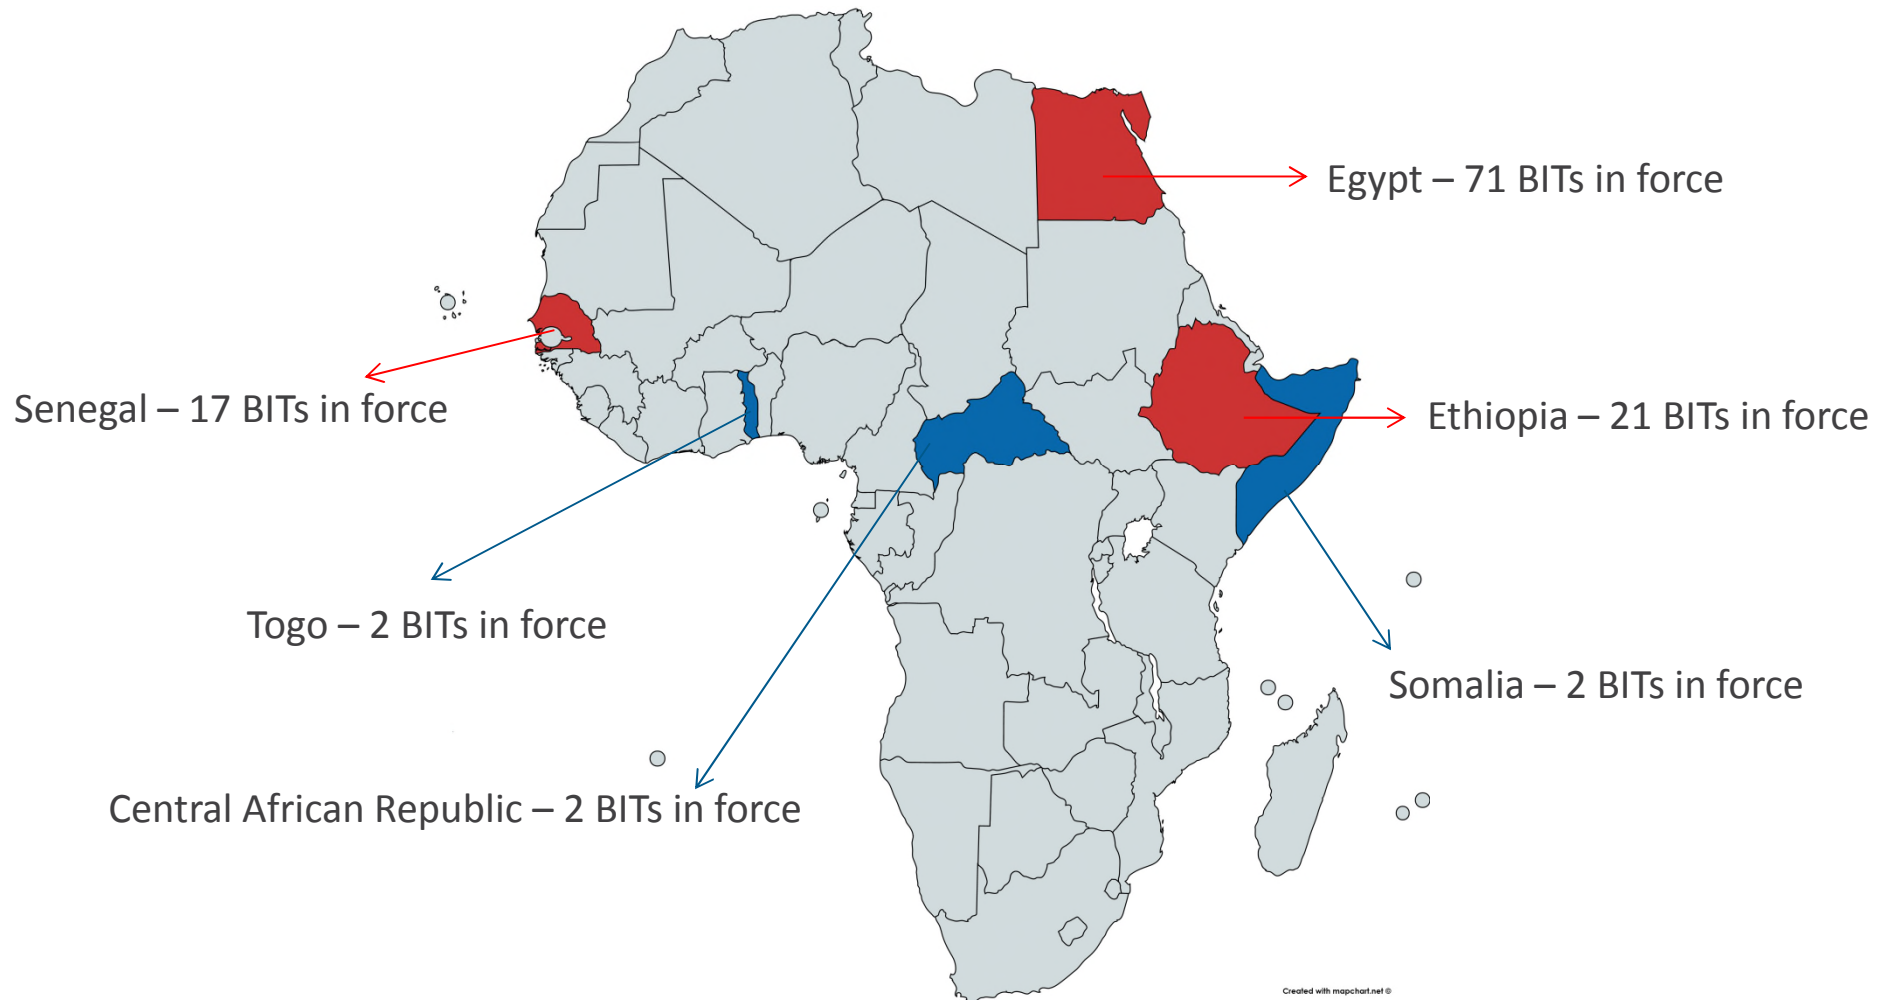 Egypt – 71 BITs in force
Senegal – 17 BITs in force
Ethiopia – 21 BITs in force
Togo – 2 BITs in force
Somalia – 2 BITs in force
Central African Republic – 2 BITs in force
Created with mapchart.net ©